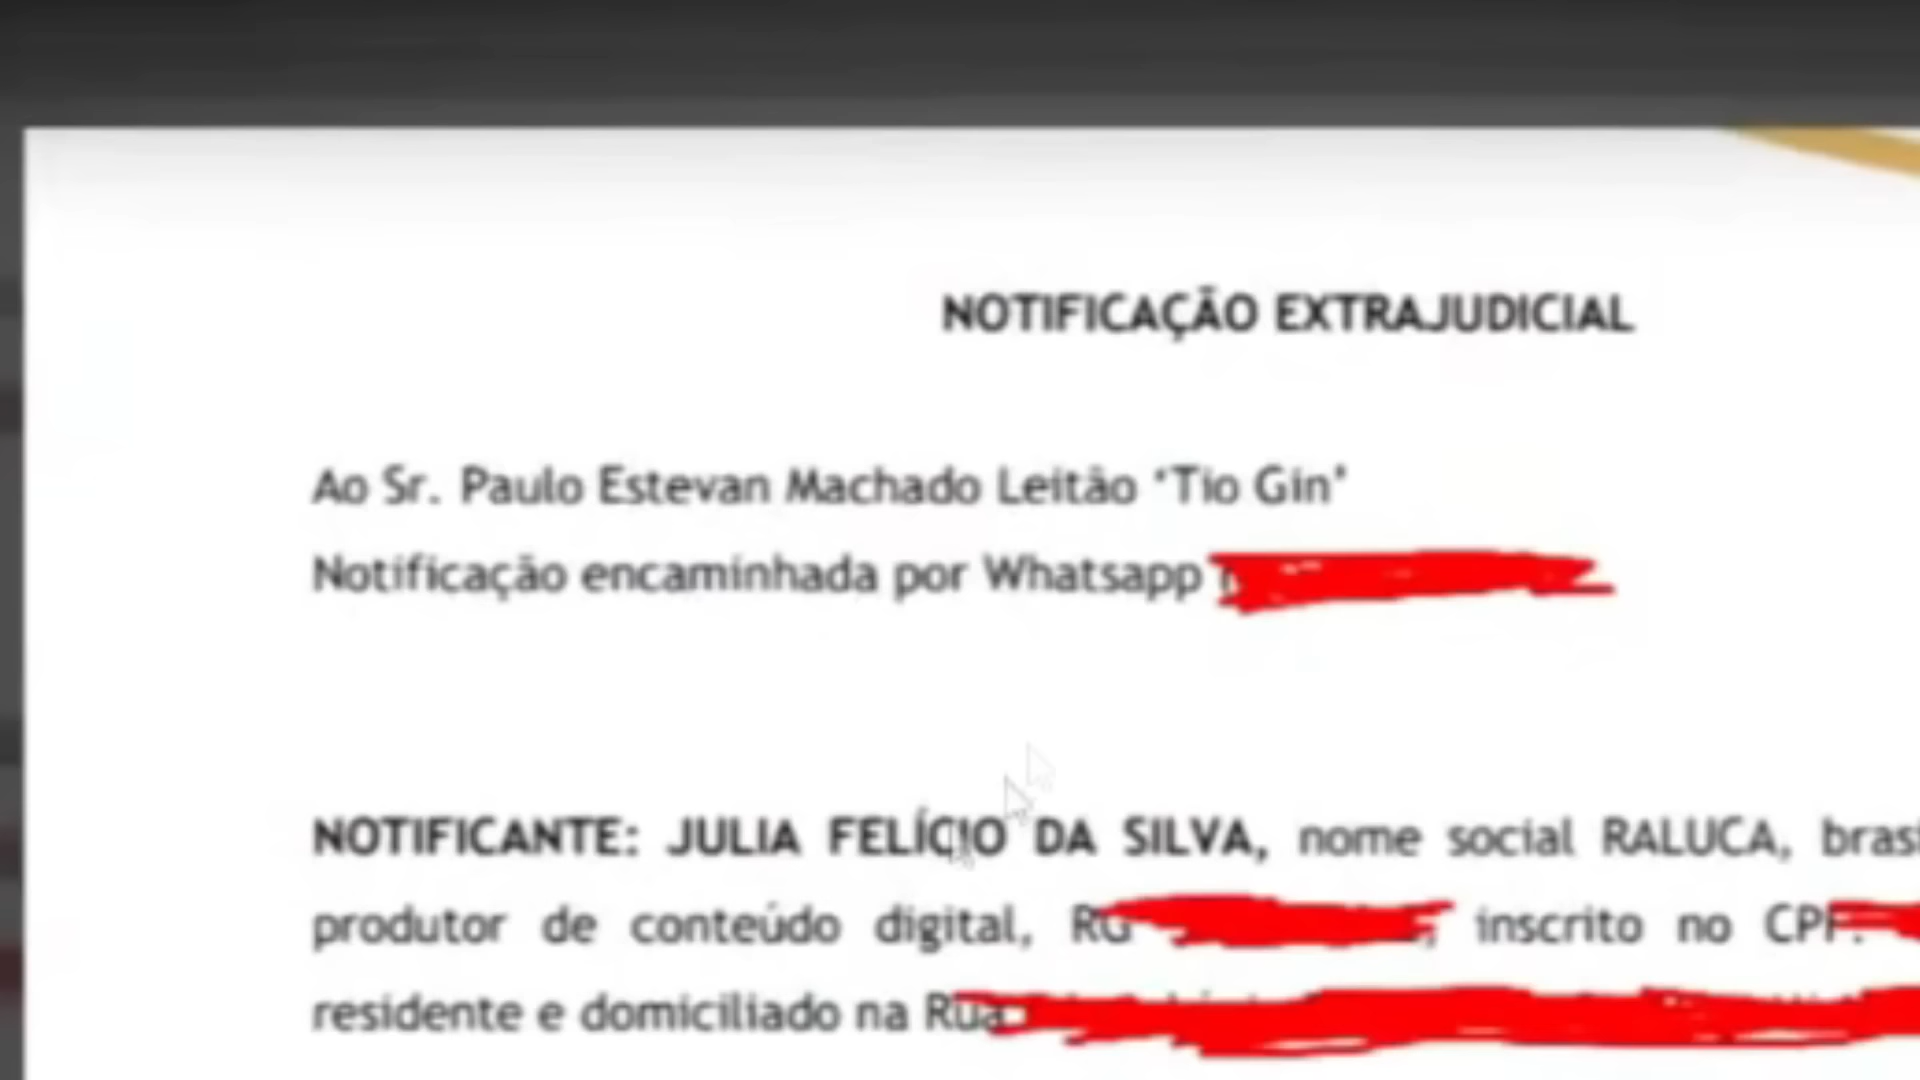 NOTIFICAÇÃO EXTRAJUDICIAL
Ao Sr. Paulo Estevan Machado Leitão ‘Tio Gin’
Notificação encaminhada por Whatsapp
NOTIFICANTE: JULIA FELÍCIO DA SILVA, nome social RALUCA,
produtor de conteúdo digital, RG inscrito no CPF:
residente e domiciliado na Rua